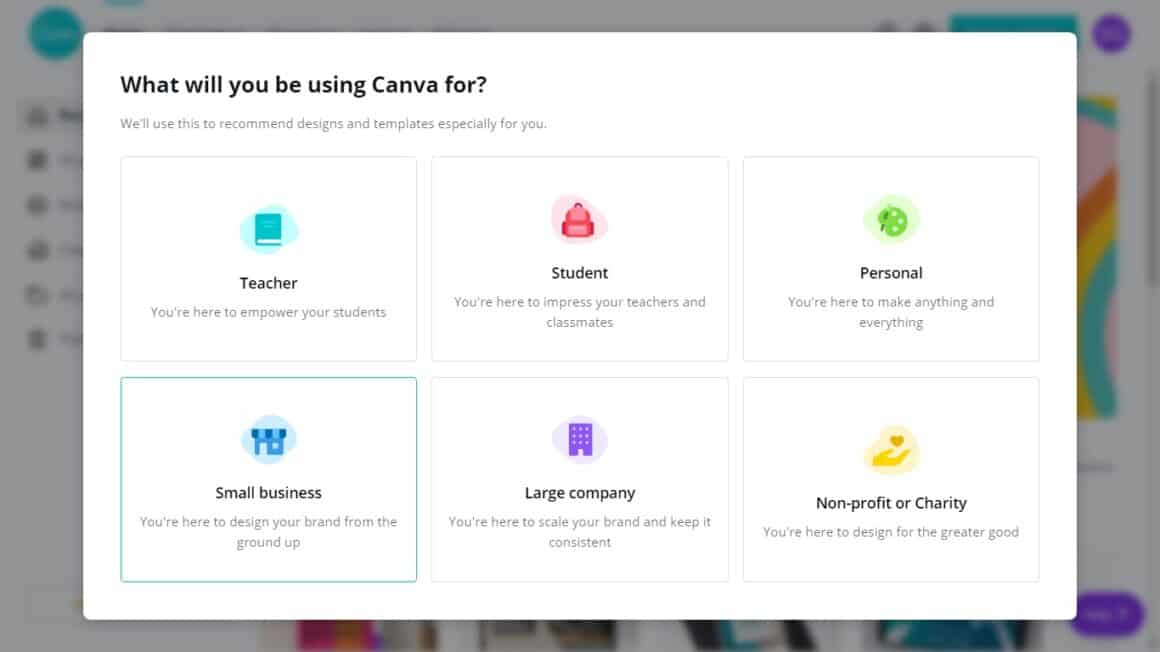 What will you be using Canva for?
We'll use this to recommend designs and templates especially for you.
Teacher
You're here to empower your students
Student
You're here to impress your teachers and
classmates
Personal
You're here to make anything and
everything
Small business
You're here to design your brand from the
ground up
Large company
You're here to scale your brand and keep it
consistent
Non-profit or Charity
You're here to design for the greater good